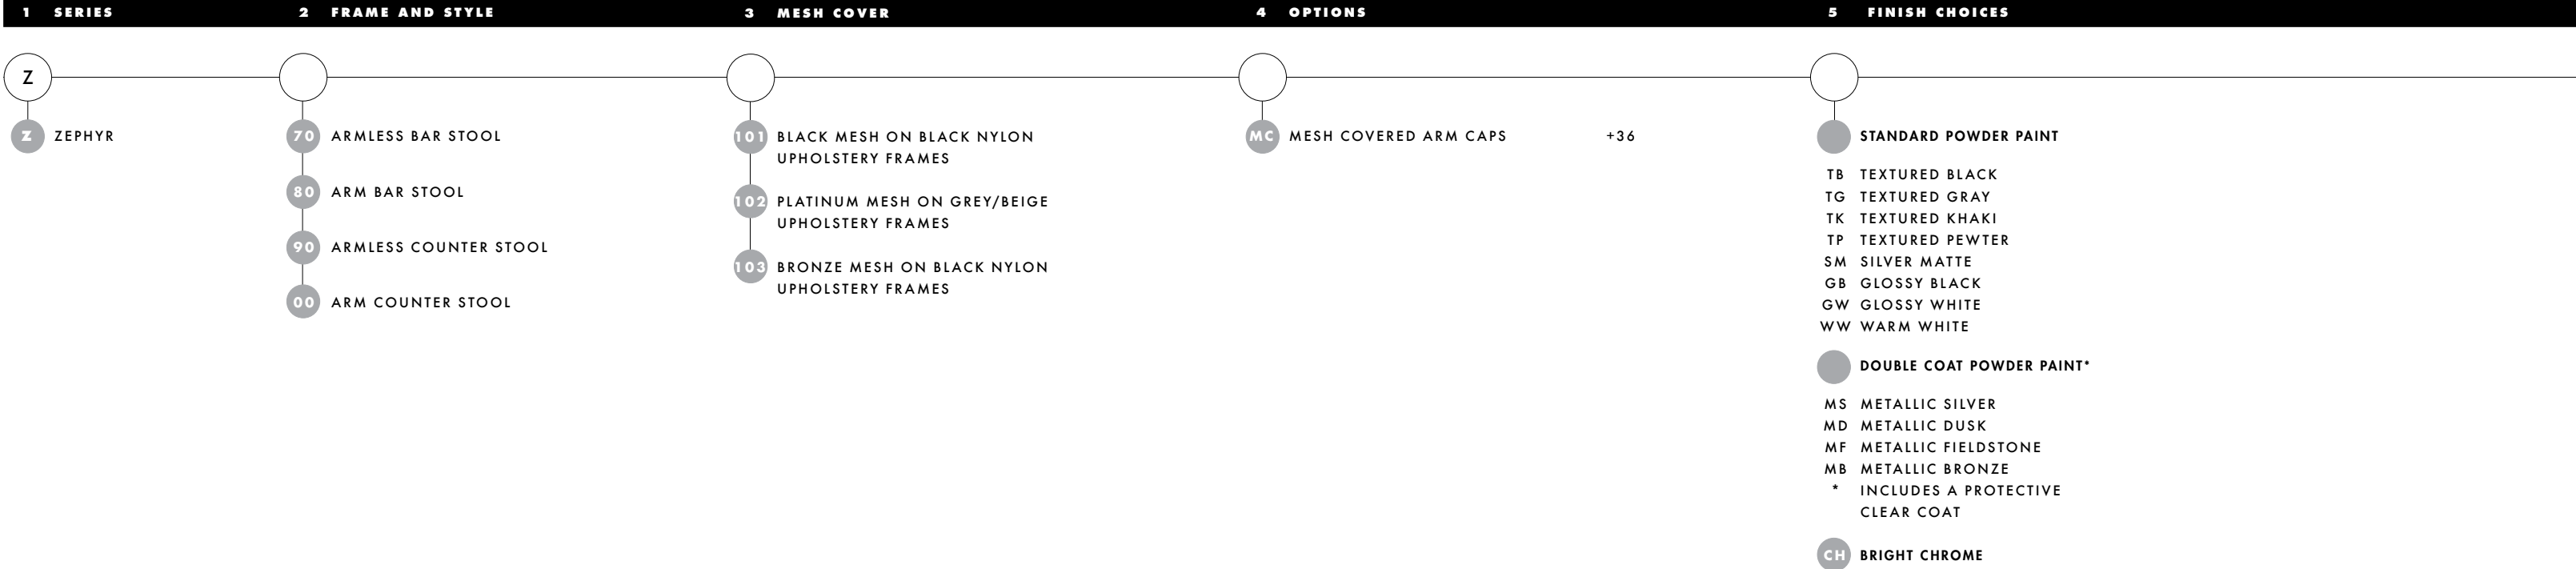 1 SERIES 2 FRAME AND STYLE 3 MESH COVER 4 OPTIONS 5 FINISH CHOICES
Z
Z ZEPHYR
70 ARMLESS BAR STOOL
80 ARM BAR STOOL
90 ARMLESS COUNTER STOOL
00 ARM COUNTER STOOL
101 BLACK MESH ON BLACK NYLON
UPHOLSTERY FRAMES
102 PLATINUM MESH ON GREY/BEIGE
UPHOLSTERY FRAMES
103 BRONZE MESH ON BLACK NYLON
UPHOLSTERY FRAMES
MC MESH COVERED ARM CAPS +36
STANDARD POWDER PAINT
TB TEXTURED BLACK
TG TEXTURED GRAY
TK TEXTURED KHAKI
TP TEXTURED PEWTER
SM SILVER MATTE
GB GLOSSY BLACK
GW GLOSSY WHITE
WW WARM WHITE
DOUBLE COAT POWDER PAINT*
MS METALLIC SILVER
MD METALLIC DUSK
MF METALLIC FIELDSTONE
MB METALLIC BRONZE
* INCLUDES A PROTECTIVE
CLEAR COAT
CH BRIGHT CHROME